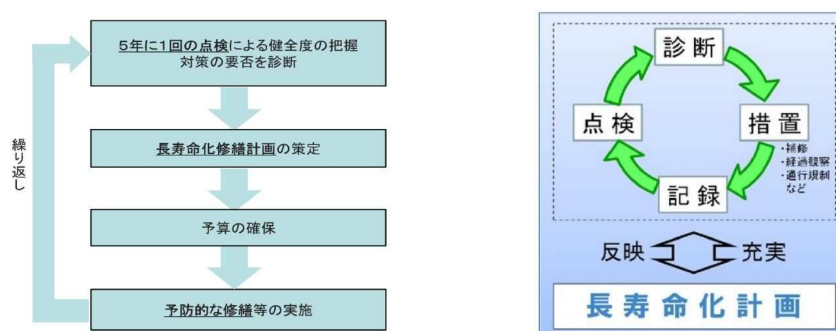 5年に1回の点検による健全度の把握
対策の要否を診断
長寿命化修繕計画の策定
予算の確保
予防的な修繕等の実施
繰り返し
診断
点検
措置
・補修
・経過観察
・通行規制
など
記録
反映
充実
長寿命化計画